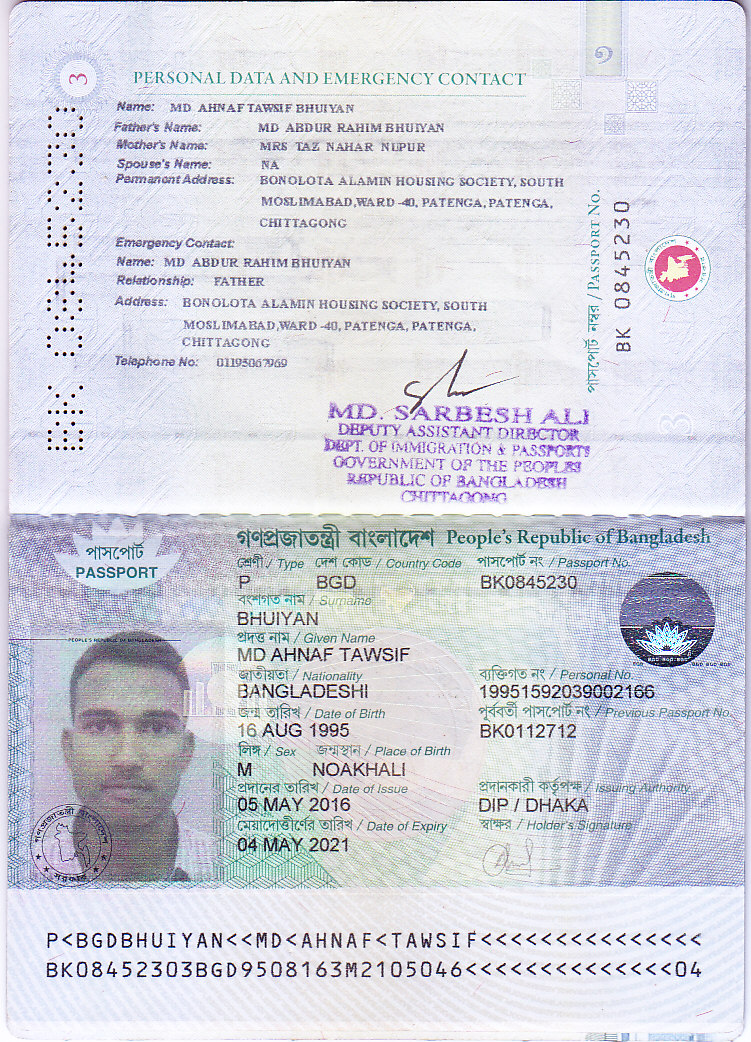 3
PERSONAL DATA AND EMERGENCY CONTACT
Name: MD AHNAF TAWSIF BHUIYAN
Father's Name: MD ABDUR RAHIM BHUIYAN
Mother's Name: MRS TAZ NAHAR NUPUR
Spouse's Name: NA
Permanant Address: BONOLOTA ALAMIN HOUSING SOCIETY, SOUTH
MOSLIMABAD,WARD -40, PATENGA, PATENGA,
CHITTAGONG
Emergency Contact:
Name: MD ABDUR RAHIM BHUIYAN
Relationship: FATHER
Address: BONOLOTA ALAMIN HOUSING SOCIETY, SOUTH
MOSLIMABAD,WARD -40, PATENGA, PATENGA,
CHITTAGONG
Telephone No: 01195067969
BK 0845230
পাসপোর্ট নম্বর / PASSPORT No.
BK 0845230
MD. SARBESH ALI
DEPUTY ASSISTANT DIRECTOR
DEPT. OF IMMIGRATION & PASSPORTS
GOVERNMENT OF THE PEOPLES
REPUBLIC OF BANGLADESH
CHITTAGONG
গণপ্রজাতন্ত্রী বাংলাদেশ People's Republic of Bangladesh
পাসপোর্ট
PASSPORT
শ্রেণী / Type দেশ কোড / Country Code পাসপোর্ট নং / Passport No.
P BGD BK0845230
বংশগত নাম / Surname
BHUIYAN
প্রদত্ত নাম / Given Name
MD AHNAF TAWSIF
জাতীয়তা / Nationality ব্যক্তিগত নং / Personal No.
BANGLADESHI 19951592039002166
জন্ম তারিখ / Date of Birth পূর্ববর্তী পাসপোর্ট নং / Previous Passport No.
16 AUG 1995 BK0112712
লিঙ্গ / Sex জন্মস্থান / Place of Birth
M NOAKHALI
প্রদানের তারিখ / Date of Issue প্রদানকারী কর্তৃপক্ষ / Issuing Authority
05 MAY 2016 DIP / DHAKA
মেয়াদোত্তীর্ণের তারিখ / Date of Expiry স্বাক্ষর / Holder's Signature
04 MAY 2021
PEOPLE'S REPUBLIC OF BANGLADESH
P<BGDBHUIYAN<<MD<AHNAF<TAWSIF<<<<<<<<<<<<<<<
BK08452303BGD9508163M2105046<<<<<<<<<<<<<<04